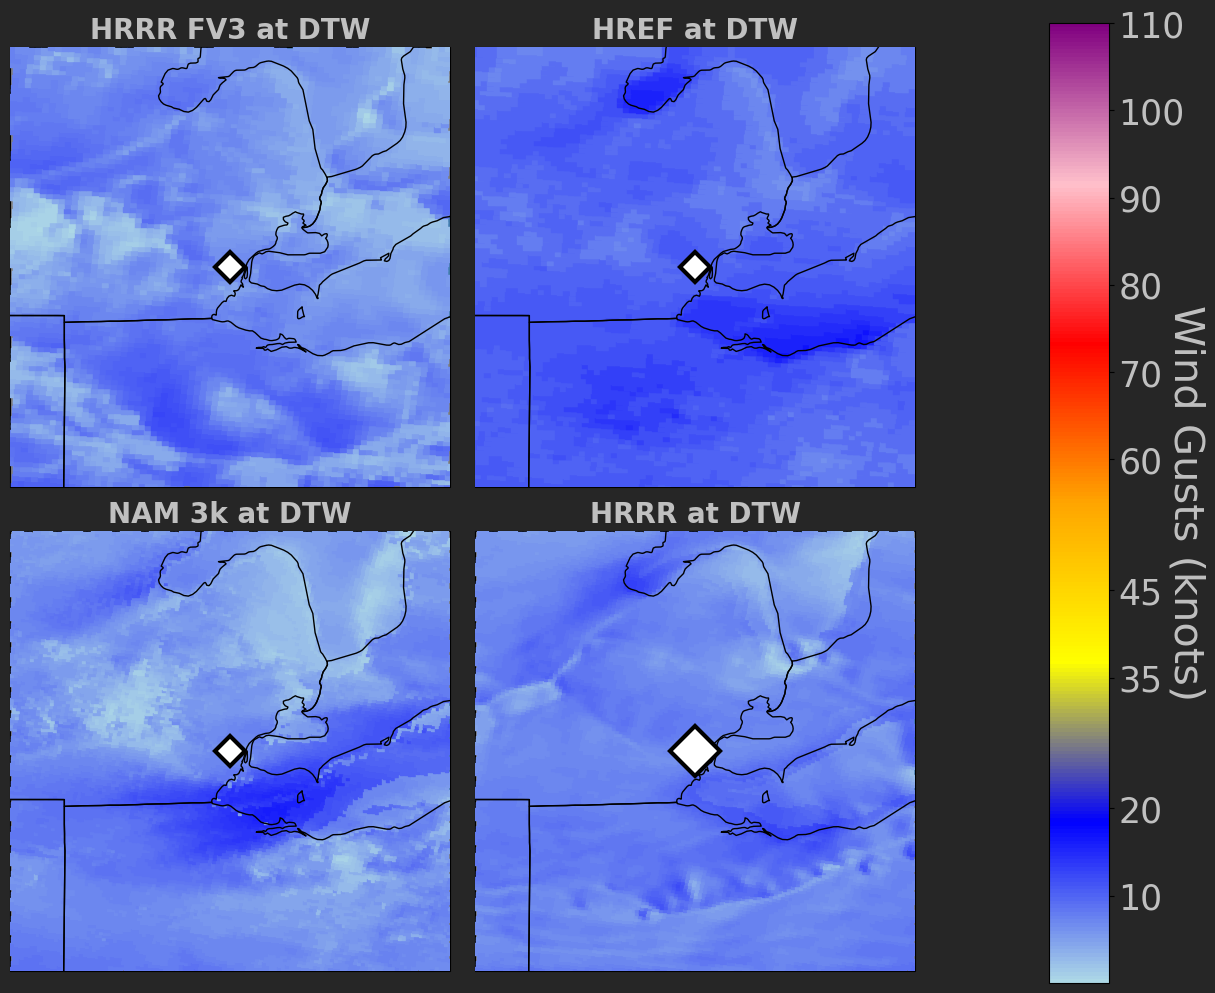 HRRR FV3 at DTW
HREF at DTW
NAM 3k at DTW
HRRR at DTW
110
100
90
80
70
60
45
35
20
10
Wind Gusts (knots)